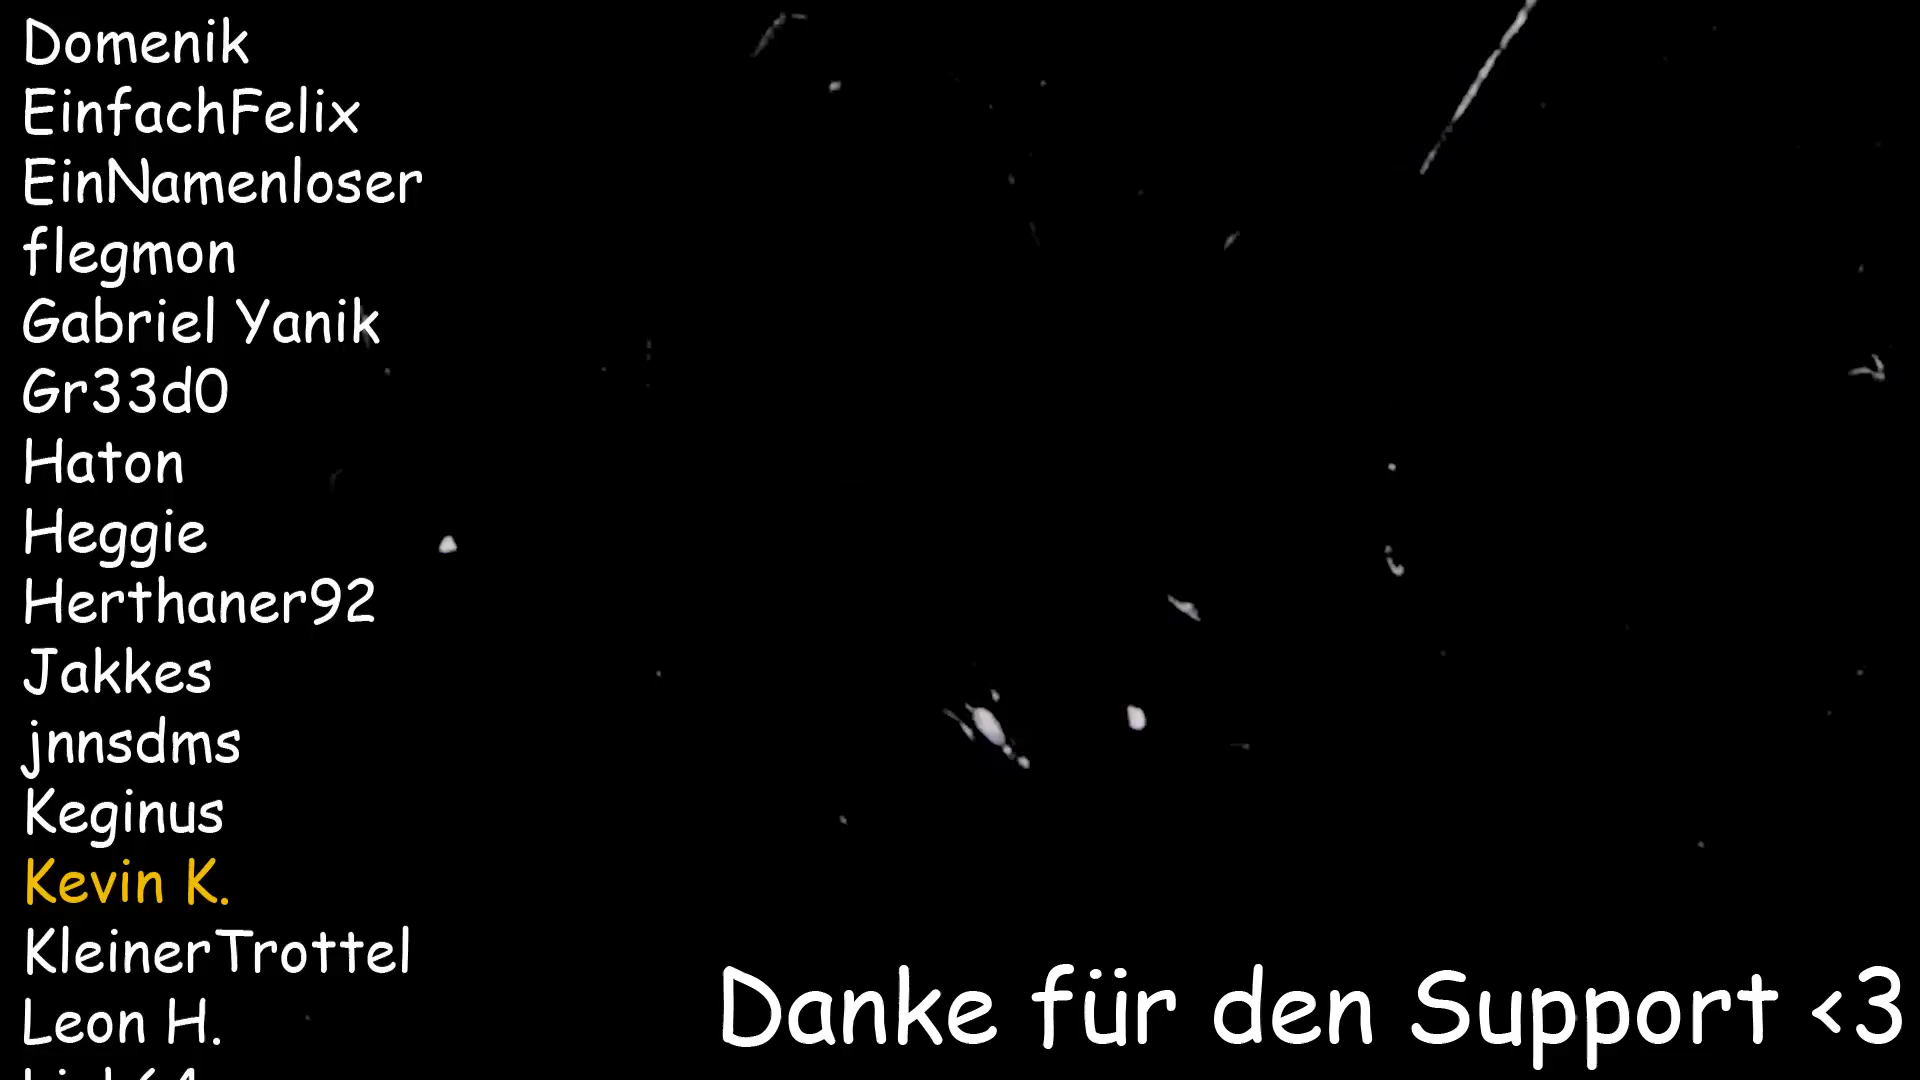 Domenik
EinfachFelix
EinNamenloser
flegmon
Gabriel Yanik
Gr33d0
Haton
Heggie
Herthaner92
Jakkes
jnnsdms
Keginus
Kevin K.
KleinerTrottel
Leon H.
Danke für den Support <3